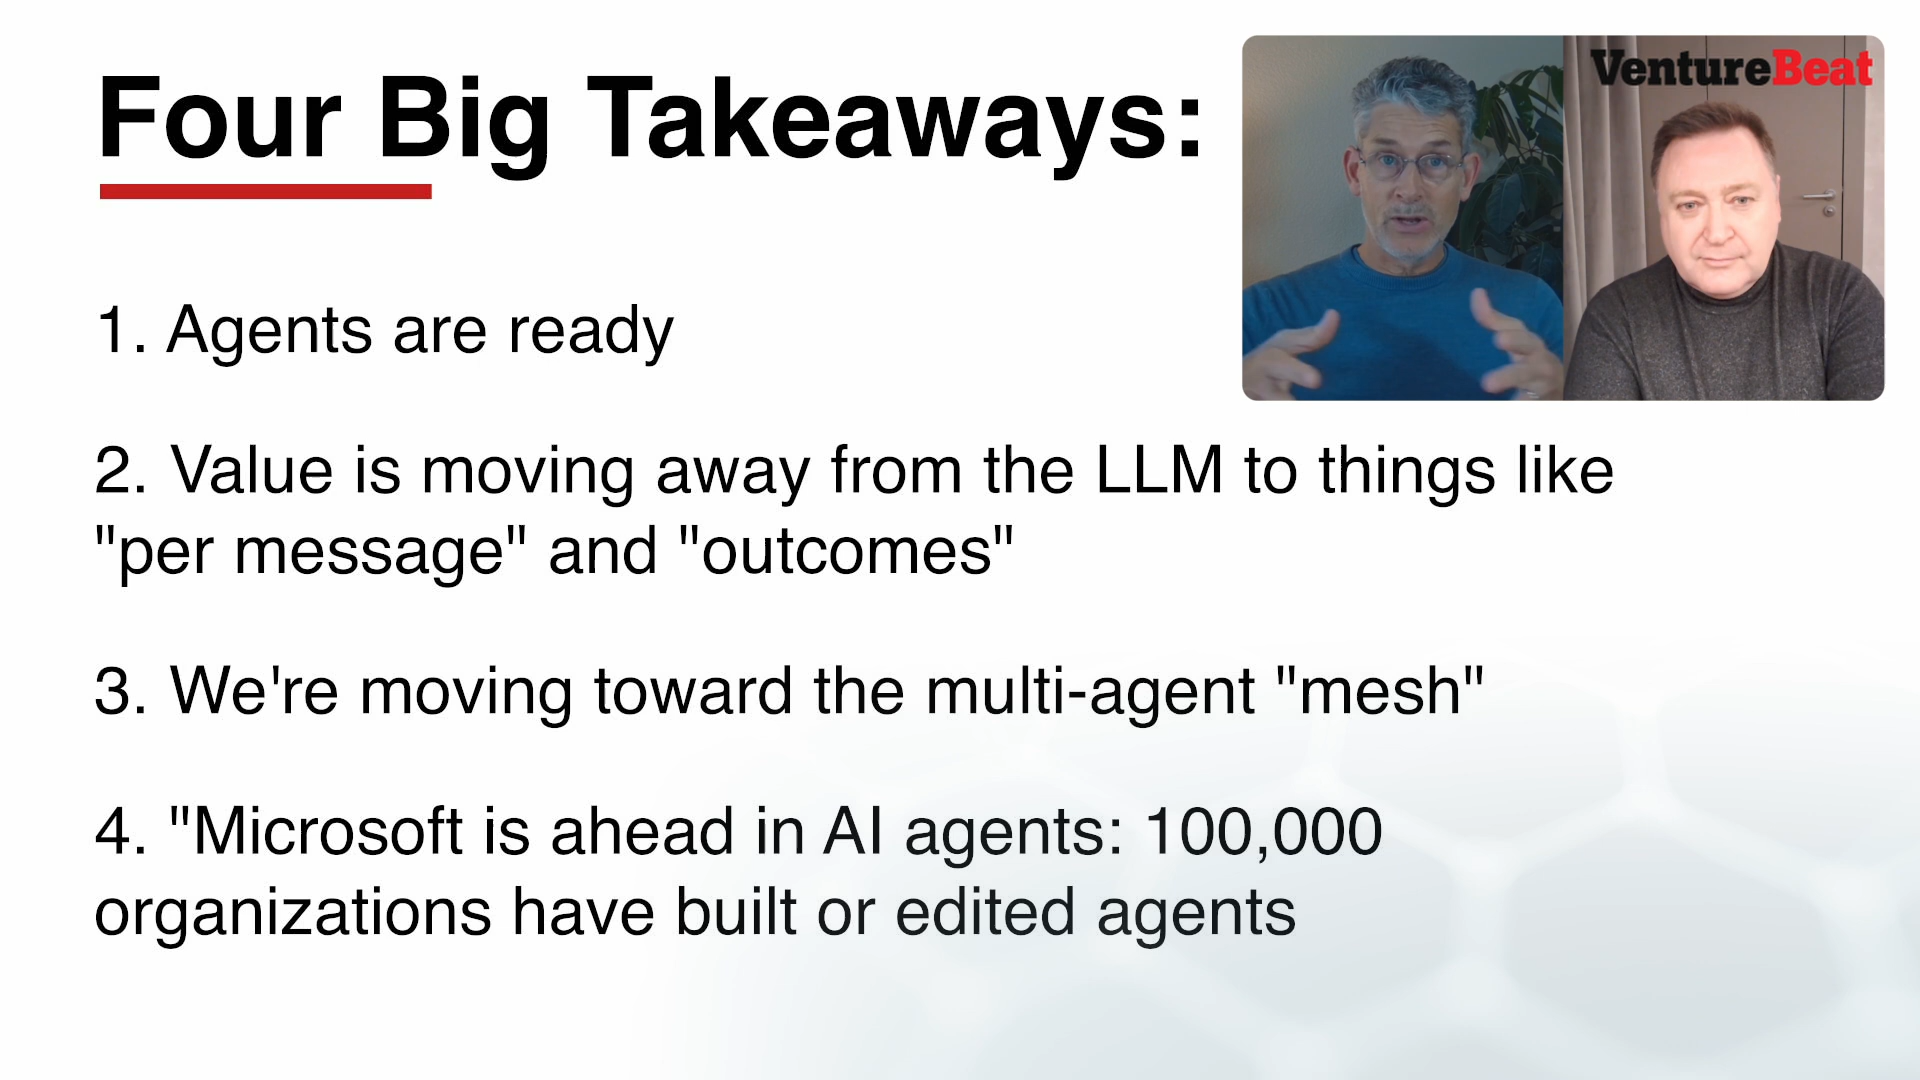 Four Big Takeaways:
VentureBeat
1. Agents are ready
2. Value is moving away from the LLM to things like
"per message" and "outcomes"
3. We're moving toward the multi-agent "mesh"
4. "Microsoft is ahead in AI agents: 100,000
organizations have built or edited agents